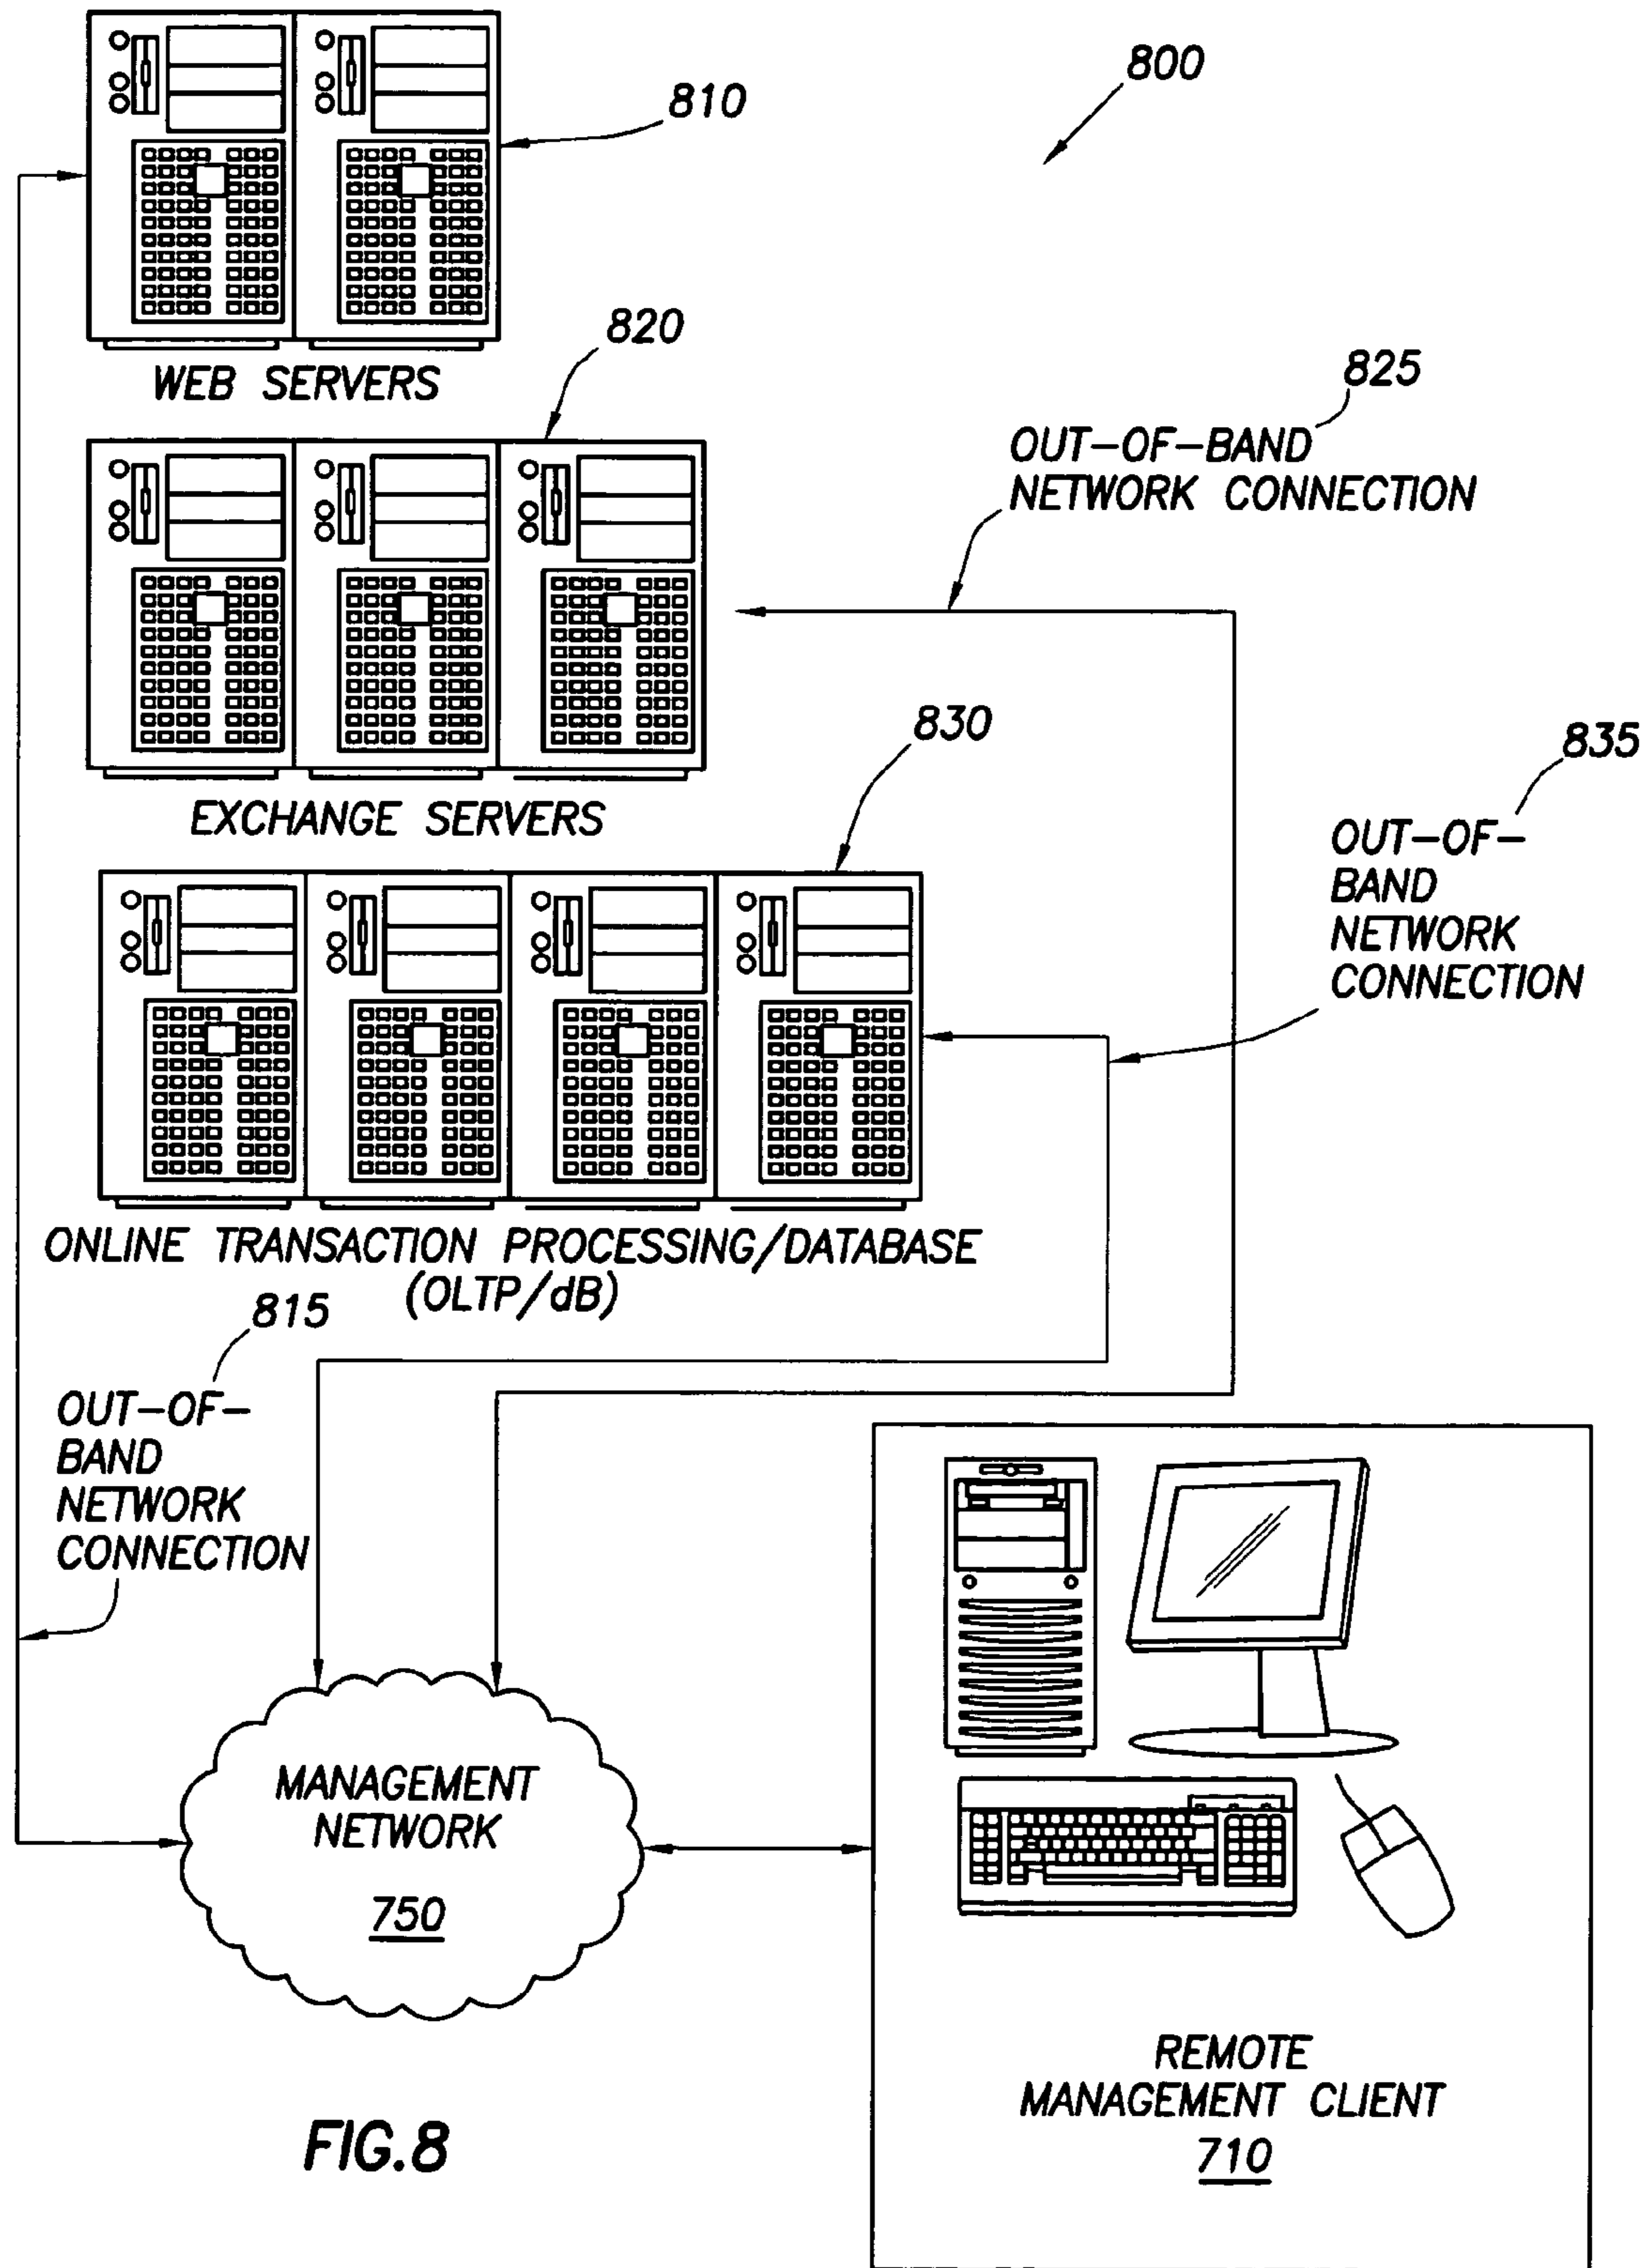 800
810
WEB SERVERS
820
825
OUT-OF-BAND
NETWORK CONNECTION
EXCHANGE SERVERS
830
835
OUT-OF-
BAND
NETWORK
CONNECTION
ONLINE TRANSACTION PROCESSING/DATABASE
(OLTP/dB)
815
OUT-OF-
BAND
NETWORK
CONNECTION
MANAGEMENT
NETWORK
750
REMOTE
MANAGEMENT CLIENT
710
FIG.8